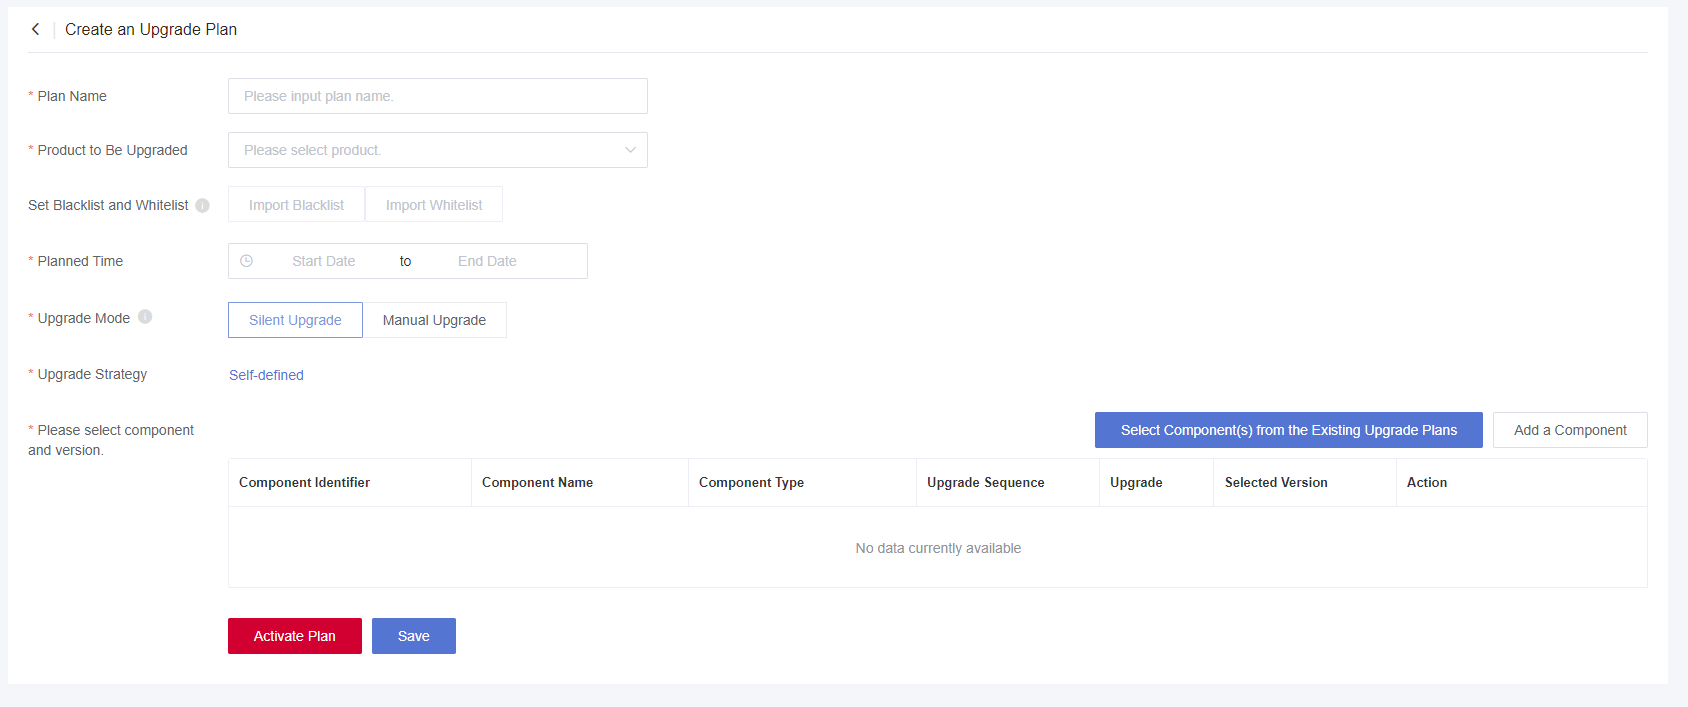 Create an Upgrade Plan
* Plan Name
Please input plan name.
* Product to Be Upgraded
Please select product.
Set Blacklist and Whitelist
Import Blacklist
Import Whitelist
* Planned Time
Start Date to End Date
* Upgrade Mode
Silent Upgrade
Manual Upgrade
* Upgrade Strategy
Self-defined
* Please select component
and version.
Select Component(s) from the Existing Upgrade Plans
Add a Component
Component Identifier
Component Name
Component Type
Upgrade Sequence
Upgrade
Selected Version
Action
No data currently available
Activate Plan
Save